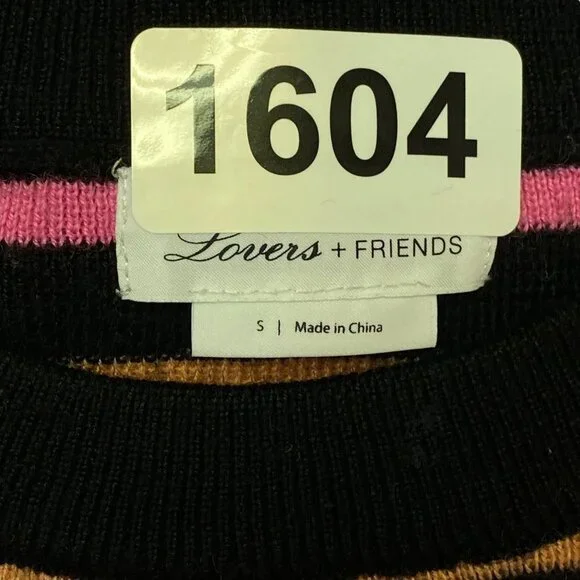 1604
Lovers + FRIENDS
S | Made in China